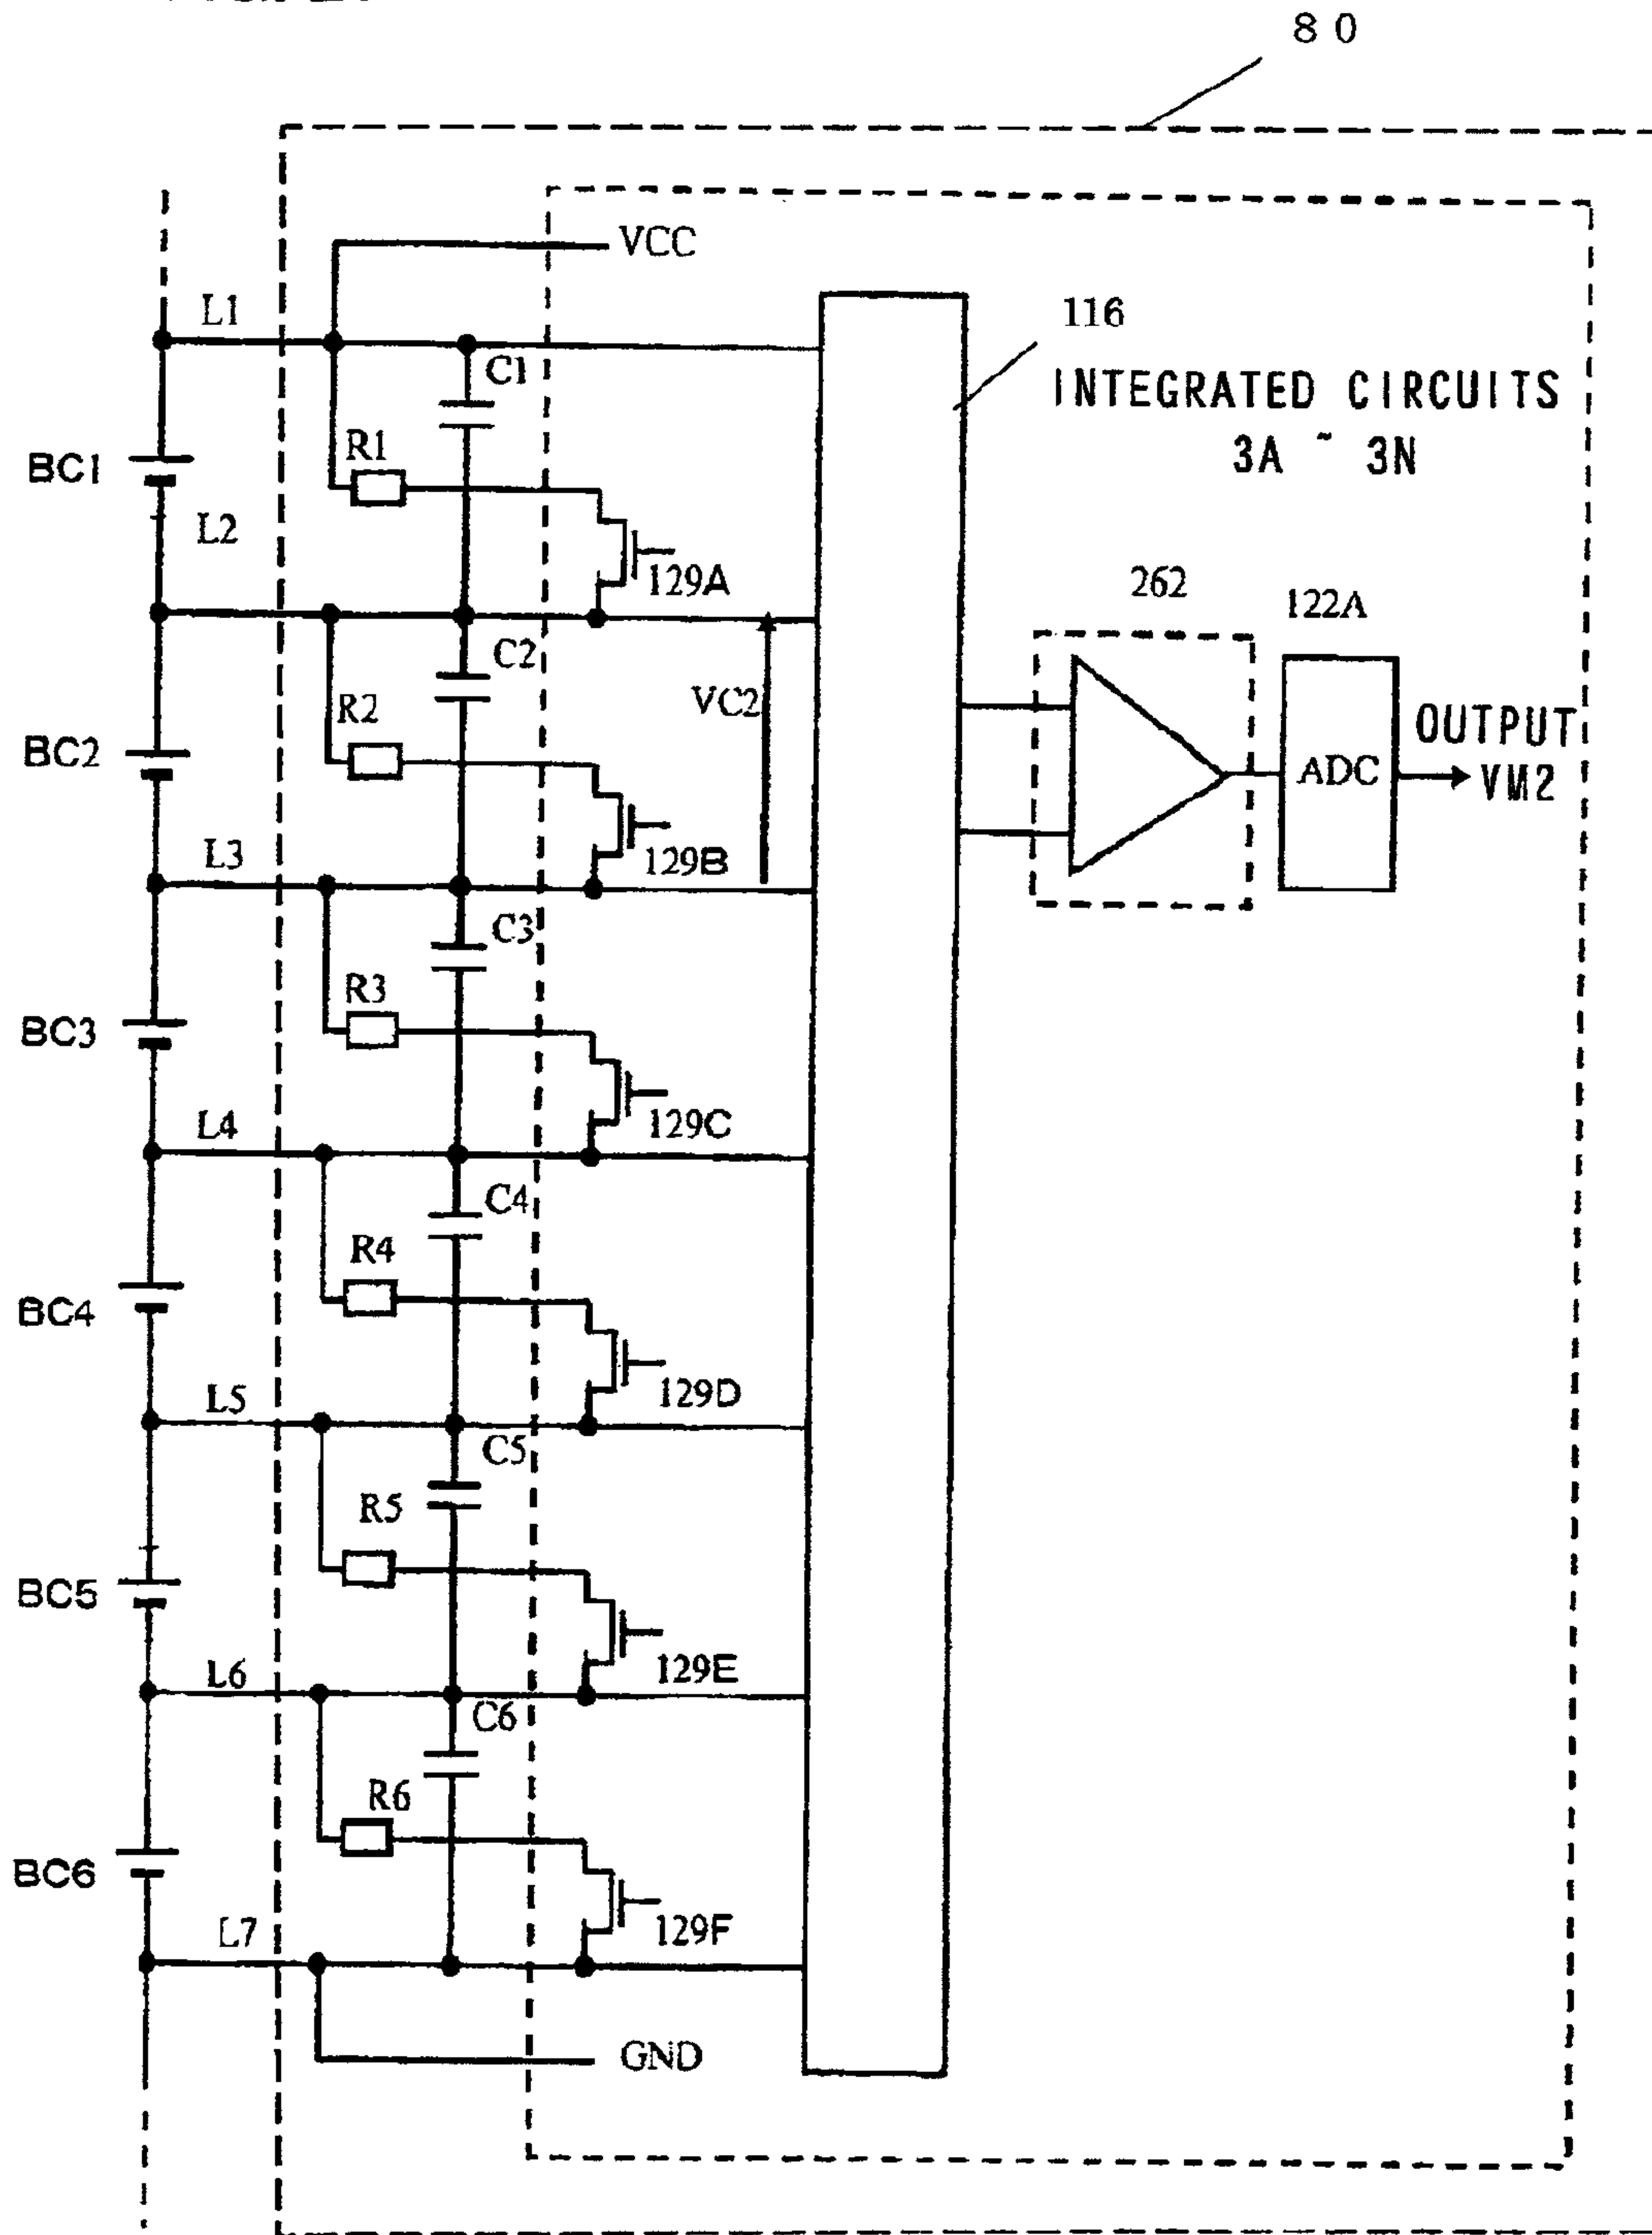 8 0
VCC
L1
116
C1
INTEGRATED CIRCUITS
3A ~ 3N
R1
BC1
L2
129A
262
122A
C2
R2
VC2
OUTPUT
VM2
BC2
ADC
L3
129B
C3
R3
BC3
L4
129C
C4
R4
BC4
L5
129D
C5
R5
BC5
L6
129E
C6
R6
BC6
L7
129F
GND